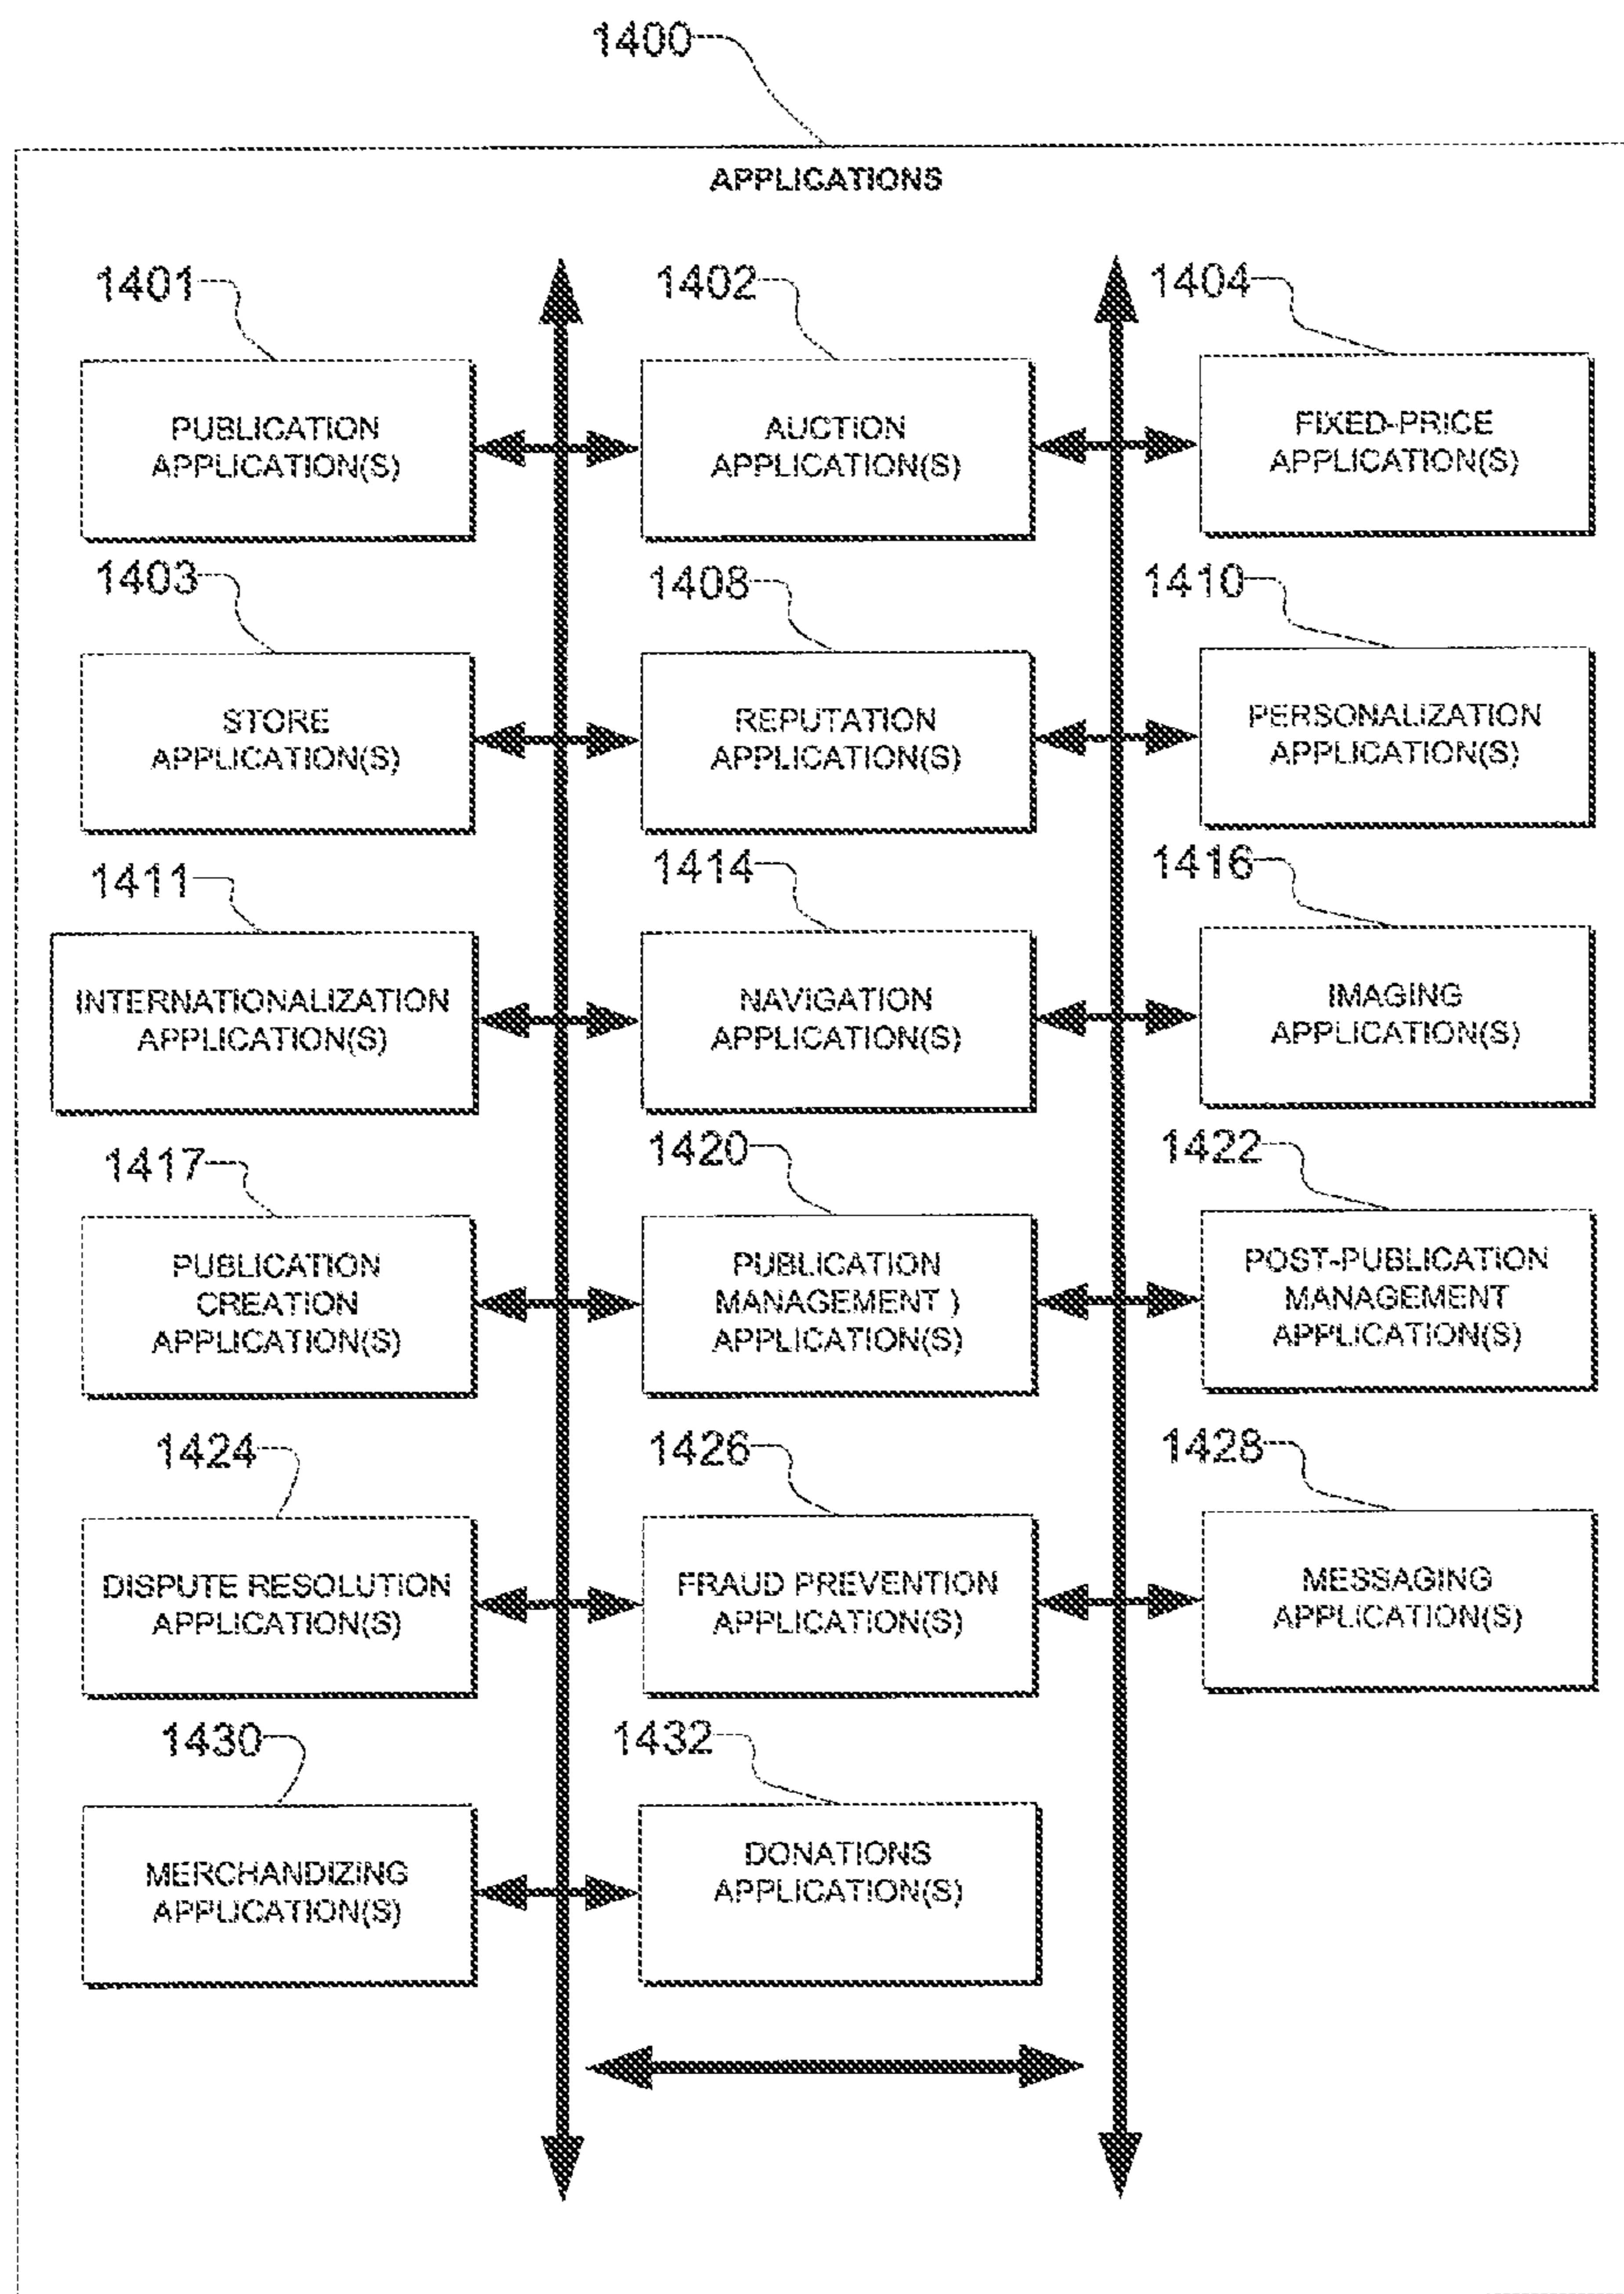 1400
APPLICATIONS
1401
1402
1404
PUBLICATION
APPLICATION(S)
AUCTION
APPLICATION(S)
FIXED-PRICE
APPLICATION(S)
1403
1408
1410
STORE
APPLICATION(S)
REPUTATION
APPLICATION(S)
PERSONALIZATION
APPLICATION(S)
1411
1414
1416
INTERNATIONALIZATION
APPLICATION(S)
NAVIGATION
APPLICATION(S)
IMAGING
APPLICATION(S)
1417
1420
1422
PUBLICATION
CREATION
APPLICATION(S)
PUBLICATION
MANAGEMENT )
APPLICATION(S)
POST-PUBLICATION
MANAGEMENT
APPLICATION(S)
1424
1426
1428
DISPUTE RESOLUTION
APPLICATION(S)
FRAUD PREVENTION
APPLICATION(S)
MESSAGING
APPLICATION(S)
1430
1432
MERCHANDIZING
APPLICATION(S)
DONATIONS
APPLICATION(S)